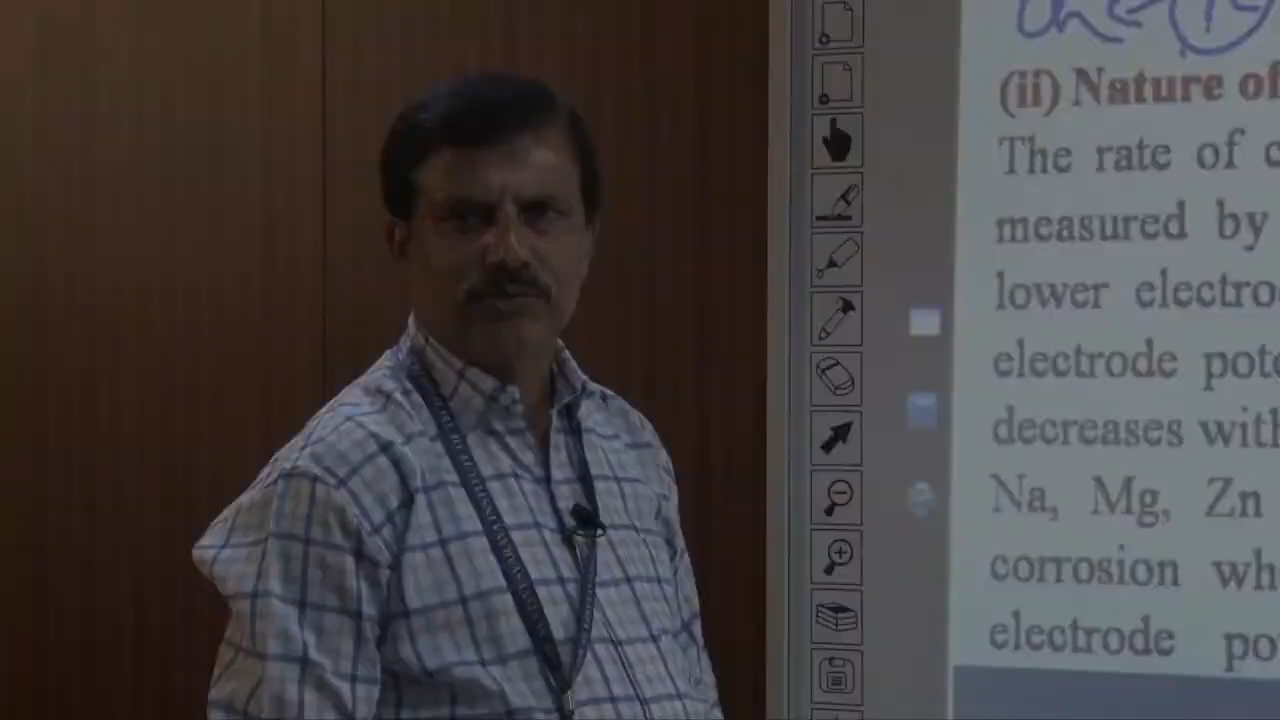 the
(ii) Nature of
The rate of c
measured by
lower electro
electrode pote
decreases with
Na, Mg, Zn
corrosion wh
electrode po